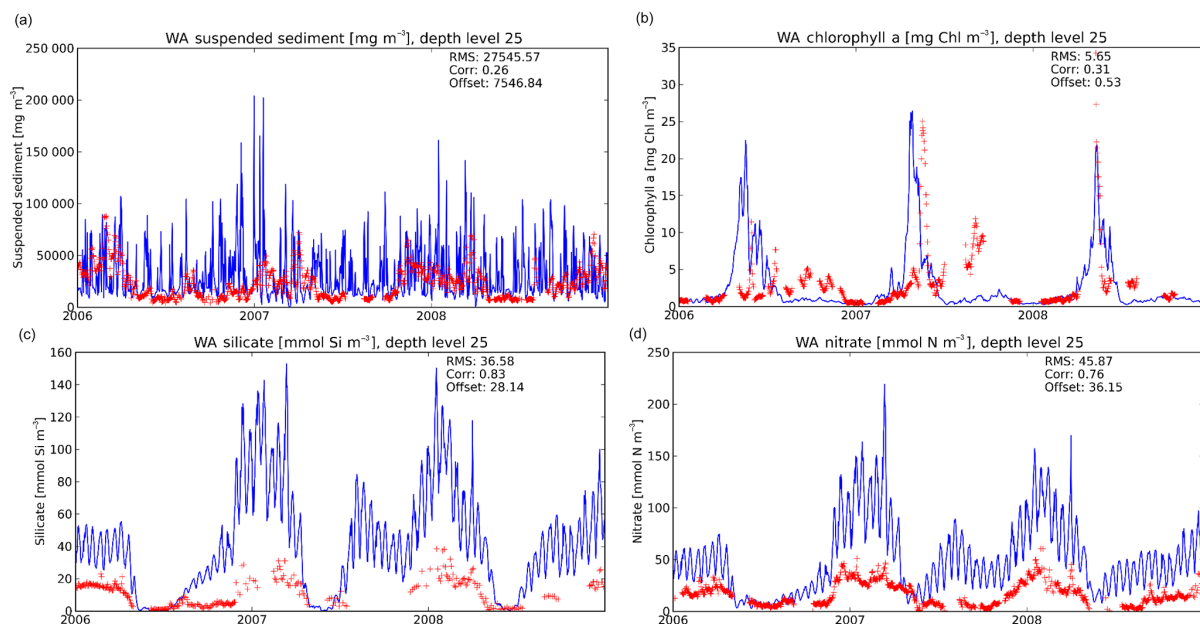 (a)
WA suspended sediment [mg m⁻³], depth level 25
RMS: 27545.57
Corr: 0.26
Offset: 7546.84
Suspended sediment [mg m⁻³]
250 000
200 000
150 000
100 000
50000
0
2006 2007 2008
(b)
WA chlorophyll a [mg Chl m⁻³], depth level 25
RMS: 5.65
Corr: 0.31
Offset: 0.53
Chlorophyll a [mg Chl m⁻³]
35
30
25
20
15
10
5
0
2006 2007 2008
(c)
WA silicate [mmol Si m⁻³], depth level 25
RMS: 36.58
Corr: 0.83
Offset: 28.14
Silicate [mmol Si m⁻³]
160
140
120
100
80
60
40
20
0
2006 2007 2008
(d)
WA nitrate [mmol N m⁻³], depth level 25
RMS: 45.87
Corr: 0.76
Offset: 36.15
Nitrate [mmol N m⁻³]
250
200
150
100
50
0
2006 2007 2008